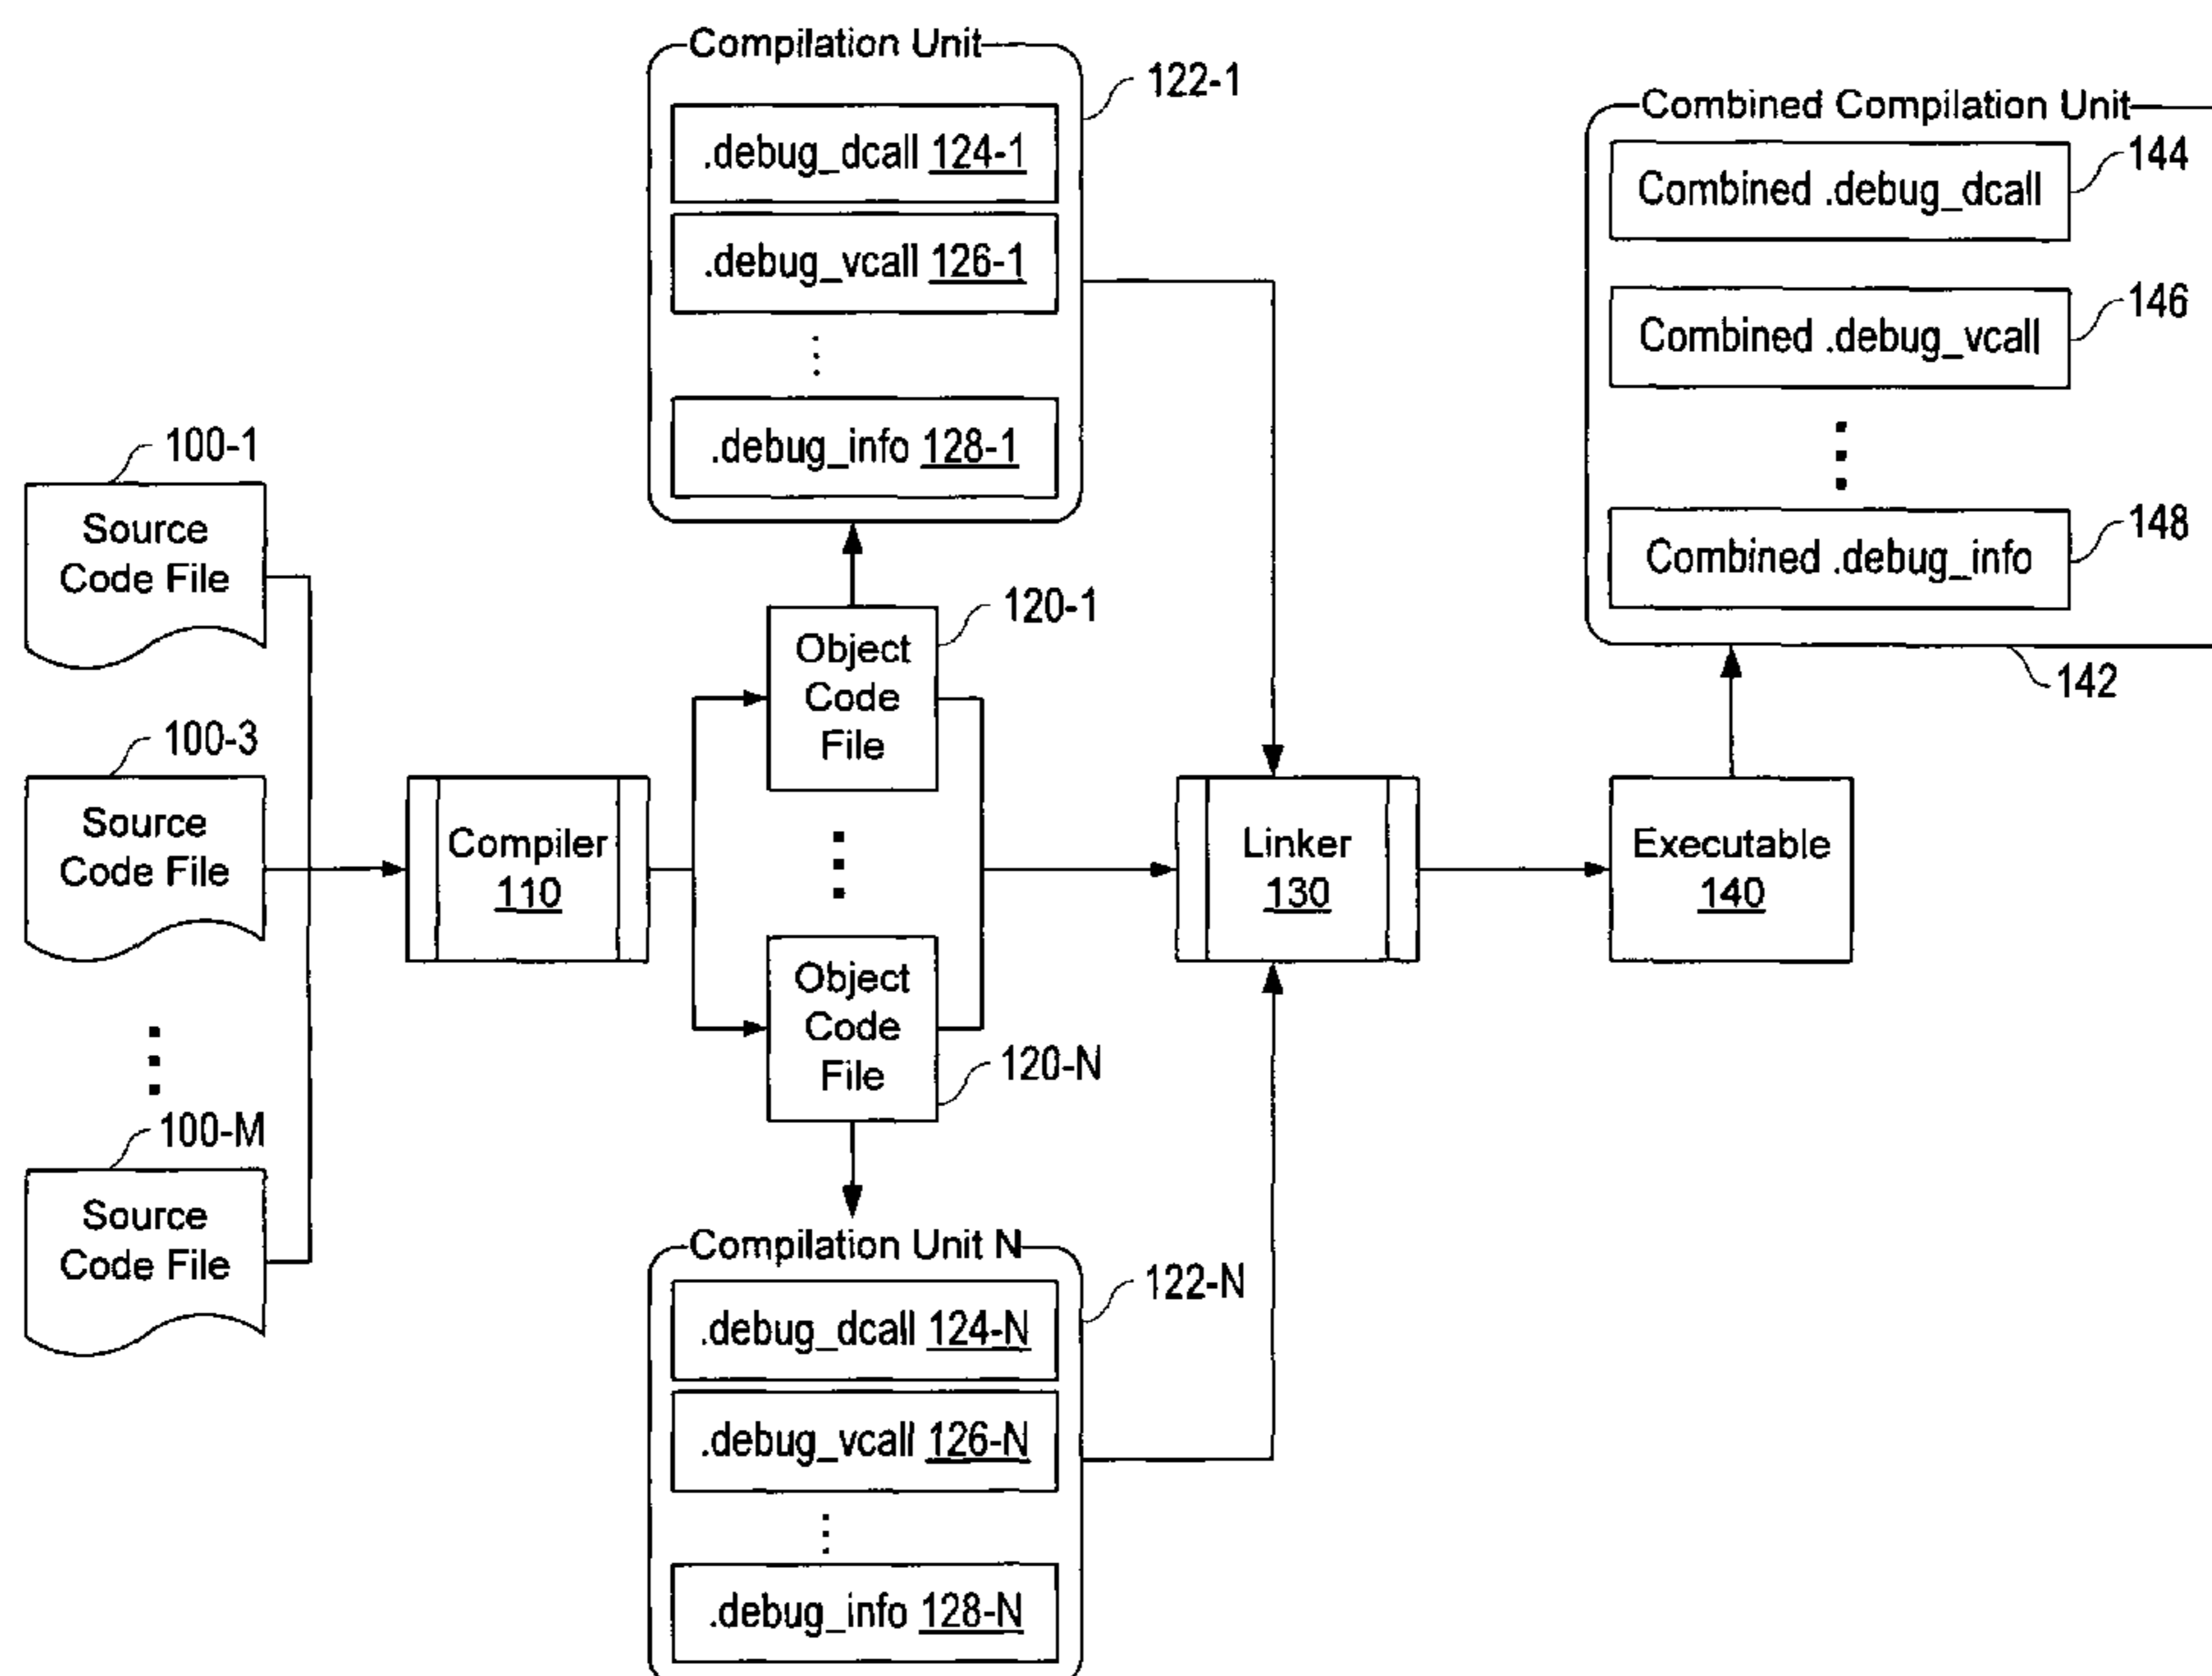 Compilation Unit
122-1
.debug_dcall 124-1
.debug_vcall 126-1
.debug_info 128-1
Combined Compilation Unit
144
Combined .debug_dcall
146
Combined .debug_vcall
148
Combined .debug_info
142
100-1
Source
Code File
100-3
Source
Code File
100-M
Source
Code File
Compiler
110
120-1
Object
Code
File
Object
Code
File
120-N
Linker
130
Executable
140
Compilation Unit N
122-N
.debug_dcall 124-N
.debug_vcall 126-N
.debug_info 128-N